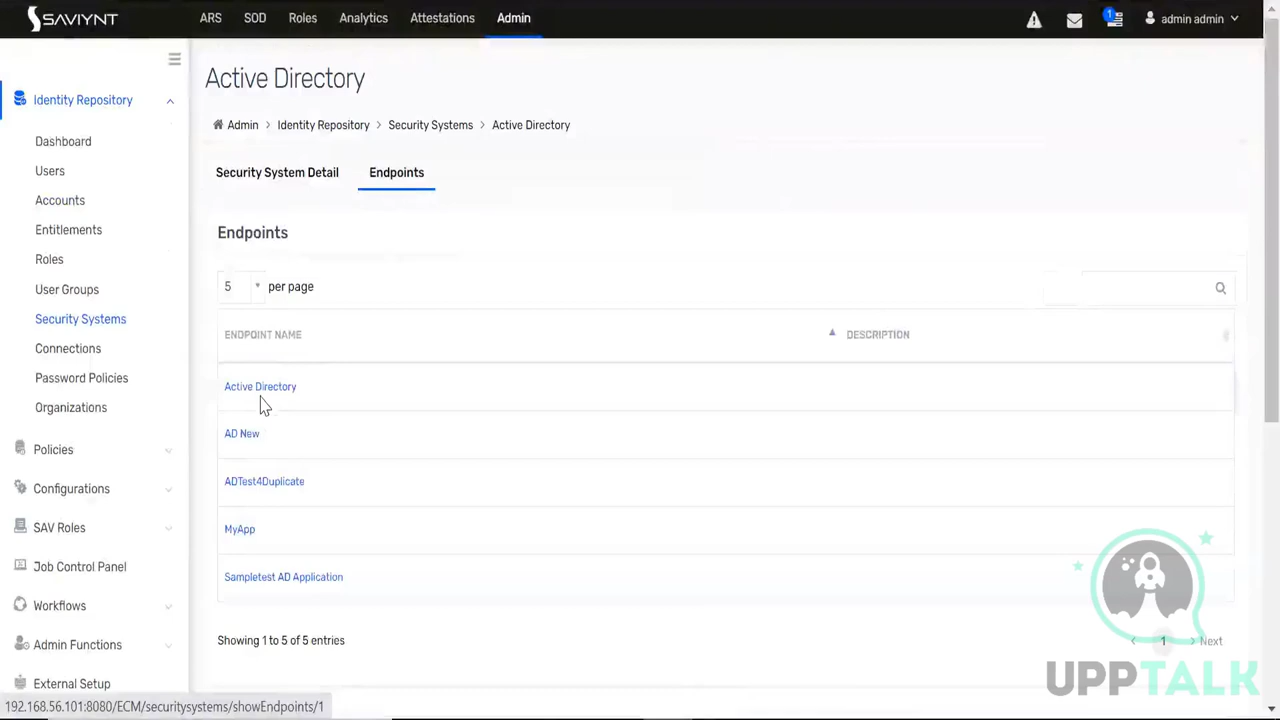 SAVIYNT
ARS SOD Roles Analytics Attestations Admin
1
admin admin
Identity Repository
Dashboard
Users
Accounts
Entitlements
Roles
User Groups
Security Systems
Connections
Password Policies
Organizations
Policies
Configurations
SAV Roles
Job Control Panel
Workflows
Admin Functions
External Setup
Active Directory
Admin > Identity Repository > Security Systems > Active Directory
Security System Detail Endpoints
Endpoints
5 per page
ENDPOINT NAME DESCRIPTION
Active Directory
AD New
ADTest4Duplicate
MyApp
Sampletest AD Application
Showing 1 to 5 of 5 entries
1 Next
UPPTALK
192.168.56.101:8080/ECM/securitysystems/showEndpoints/1